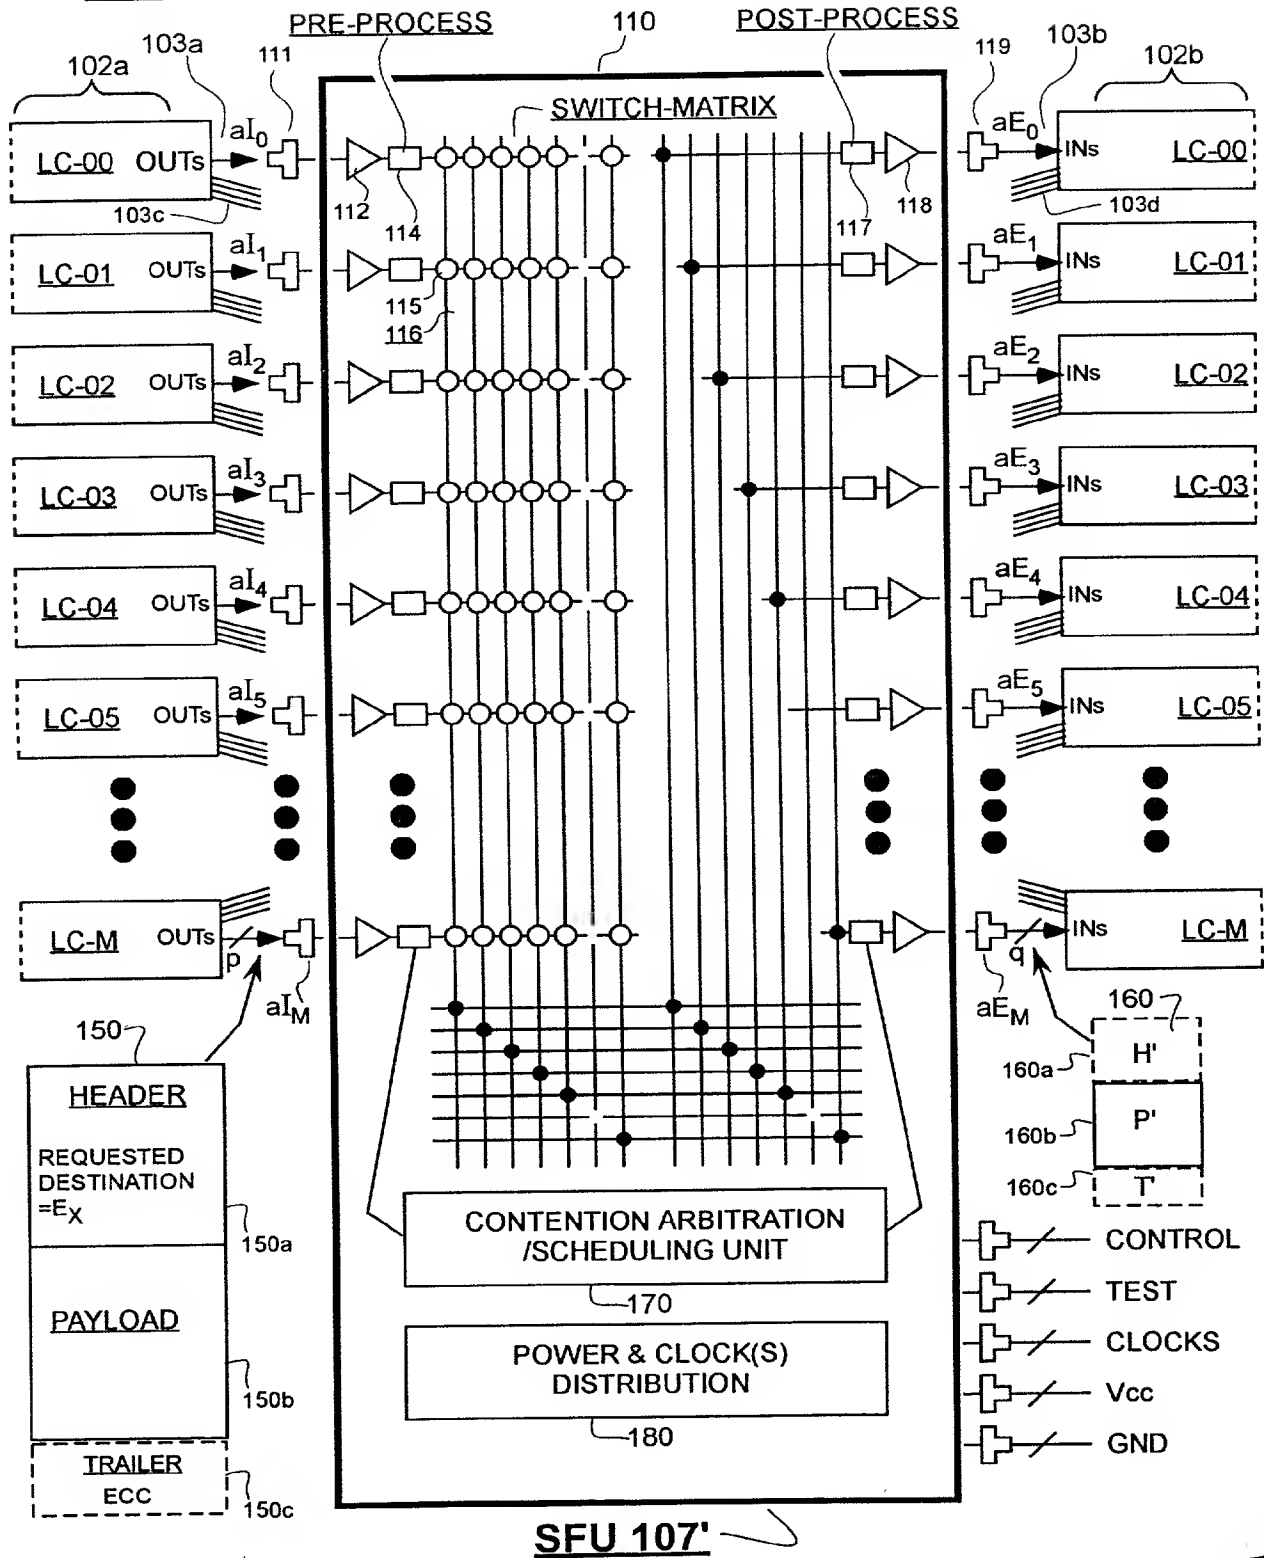 PRE-PROCESS 110 POST-PROCESS
103a 111 119 103b
102a 102b
SWITCH-MATRIX
LC-00 OUTs aI0 aE0 INs LC-00
103c 112 114 117 118 103d
LC-01 OUTs aI1 aE1 INs LC-01
115
116
LC-02 OUTs aI2 aE2 INs LC-02
LC-03 OUTs aI3 aE3 INs LC-03
LC-04 OUTs aI4 aE4 INs LC-04
LC-05 OUTs aI5 aE5 INs LC-05
LC-M OUTs p q INs LC-M
aIM aEM
150
HEADER
REQUESTED
DESTINATION
=EX
150a
PAYLOAD
150b
TRAILER
ECC
150c
160
H'
160a
P'
160b
T'
160c
CONTENTION ARBITRATION
/SCHEDULING UNIT
170
POWER & CLOCK(S)
DISTRIBUTION
180
CONTROL
TEST
CLOCKS
Vcc
GND
SFU 107'